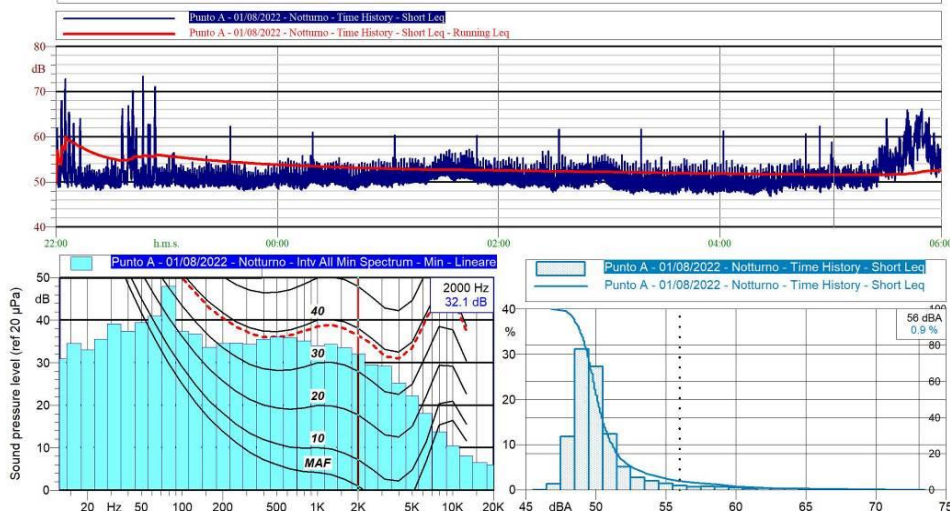 Punto A - 01/08/2022 - Notturno - Time History - Short Leq
Punto A - 01/08/2022 - Notturno - Time History - Short Leq - Running Leq
80
dB
70
60
50
40
22:00 h.m.s. 00:00 02:00 04:00 06:00
Punto A - 01/08/2022 - Notturno - Intv All Min Spectrum - Min - Lineare
Sound pressure level (ref 20 µPa)
50
dB
40
30
20
10
0
2000 Hz
32.1 dB
40
30
20
10
MAF
20 Hz 50 100 200 500 1K 2K 5K 10K 20K
Punto A - 01/08/2022 - Notturno - Time History - Short Leq
Punto A - 01/08/2022 - Notturno - Time History - Short Leq
40
%
30
20
10
0
56 dBA
0.9 %
80
60
40
20
0
45 dBA 50 55 60 65 70 75